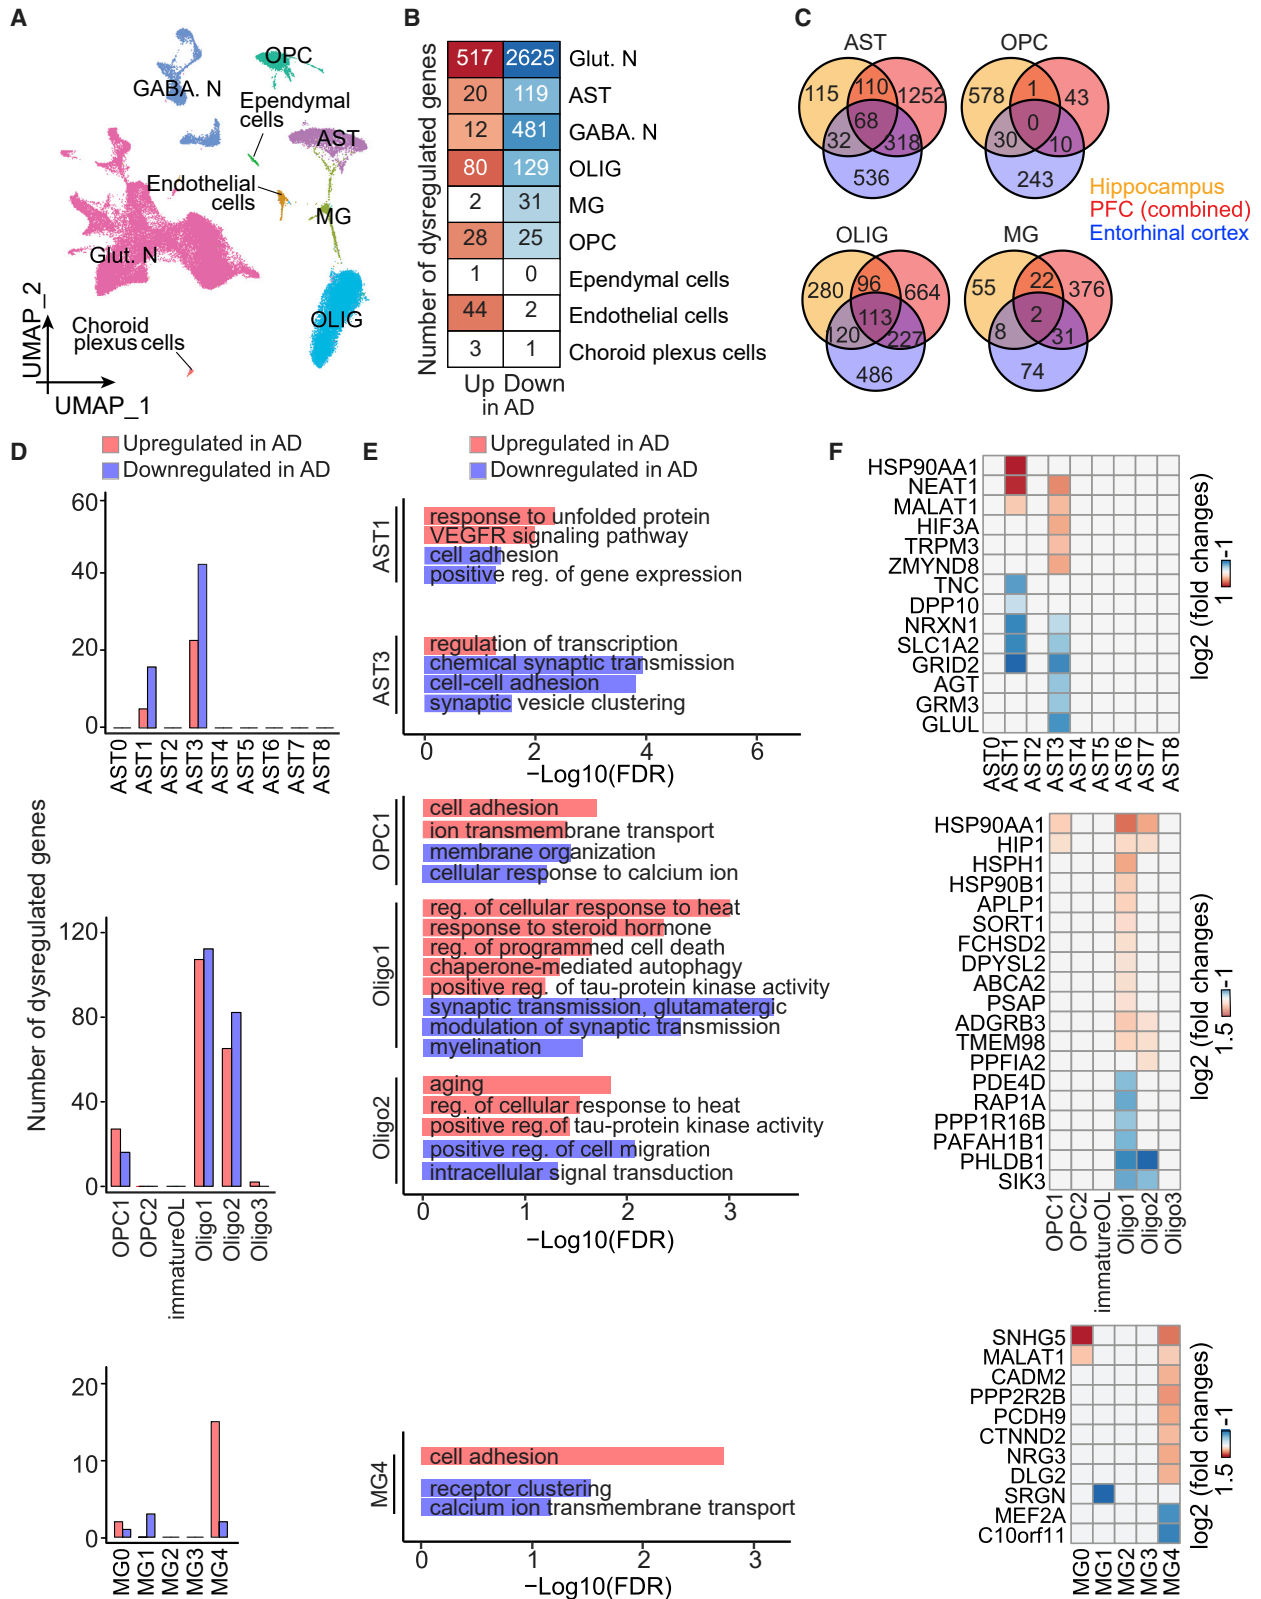 A
OPC
GABA. N
Ependymal
cells
AST
Endothelial
cells
MG
Glut. N
OLIG
Choroid
plexus cells
UMAP_2
UMAP_1
B
Number of dysregulated genes
517 2625 Glut. N
20 119 AST
12 481 GABA. N
80 129 OLIG
2 31 MG
28 25 OPC
1 0 Ependymal cells
44 2 Endothelial cells
3 1 Choroid plexus cells
Up Down
in AD
C
AST
115 110 1252
68
32 318
536
OPC
578 1 43
0
30 10
243
Hippocampus
PFC (combined)
Entorhinal cortex
OLIG
280 96 664
113
120 227
486
MG
55 22 376
2
8 31
74
D
Upregulated in AD
Downregulated in AD
Number of dysregulated genes
60
40
20
0
AST0
AST1
AST2
AST3
AST4
AST5
AST6
AST7
AST8
120
80
40
0
OPC1
OPC2
immatureOL
Oligo1
Oligo2
Oligo3
20
10
0
MG0
MG1
MG2
MG3
MG4
E
Upregulated in AD
Downregulated in AD
AST1
response to unfolded protein
VEGFR signaling pathway
cell adhesion
positive reg. of gene expression
AST3
regulation of transcription
chemical synaptic transmission
cell-cell adhesion
synaptic vesicle clustering
0 2 4 6
−Log10(FDR)
OPC1
cell adhesion
ion transmembrane transport
membrane organization
cellular response to calcium ion
Oligo1
reg. of cellular response to heat
response to steroid hormone
reg. of programmed cell death
chaperone-mediated autophagy
positive reg. of tau-protein kinase activity
synaptic transmission, glutamatergic
modulation of synaptic transmission
myelination
Oligo2
aging
reg. of cellular response to heat
positive reg.of tau-protein kinase activity
positive reg. of cell migration
intracellular signal transduction
0 1 2 3
−Log10(FDR)
MG4
cell adhesion
receptor clustering
calcium ion transmembrane transport
0 1 2 3
−Log10(FDR)
F
HSP90AA1
NEAT1
MALAT1
HIF3A
TRPM3
ZMYND8
TNC
DPP10
NRXN1
SLC1A2
GRID2
AGT
GRM3
GLUL
AST0
AST1
AST2
AST3
AST4
AST5
AST6
AST7
AST8
log2 (fold changes)
1 -1
HSP90AA1
HIP1
HSPH1
HSP90B1
APLP1
SORT1
FCHSD2
DPYSL2
ABCA2
PSAP
ADGRB3
TMEM98
PPFIA2
PDE4D
RAP1A
PPP1R16B
PAFAH1B1
PHLDB1
SIK3
OPC1
OPC2
immatureOL
Oligo1
Oligo2
Oligo3
log2 (fold changes)
1.5 -1
SNHG5
MALAT1
CADM2
PPP2R2B
PCDH9
CTNND2
NRG3
DLG2
SRGN
MEF2A
C10orf11
MG0
MG1
MG2
MG3
MG4
log2 (fold changes)
1.5 -1